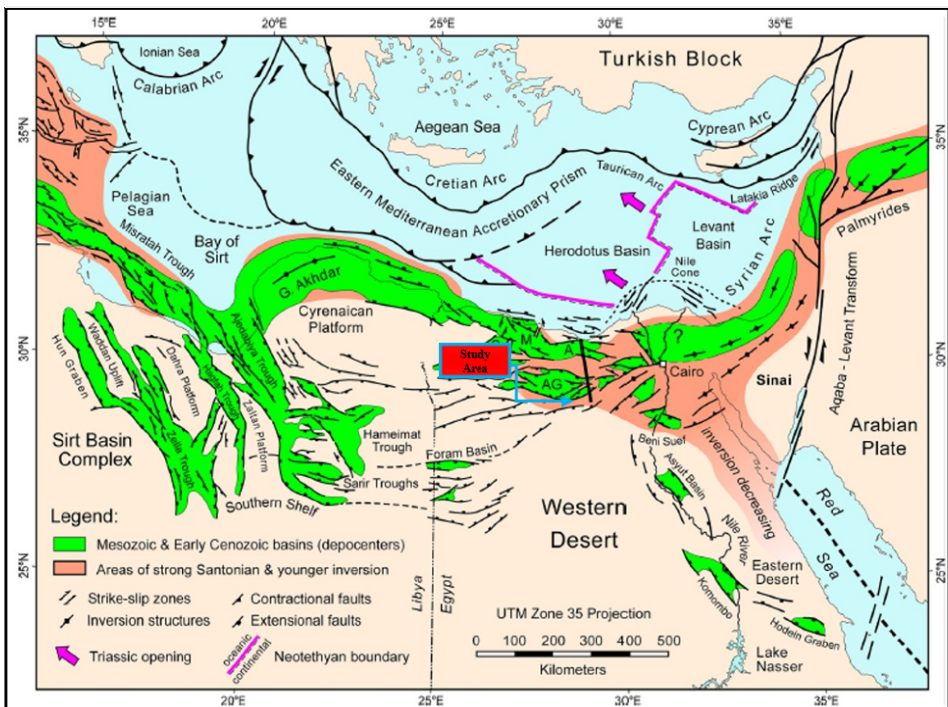 15°E
20°E
25°E
30°E
35°E
Ionian Sea
Calabrian Arc
Turkish Block
35°N
35°N
Aegean Sea
Cyprean Arc
Cretian Arc
Taurican Arc
Latakia Ridge
Eastern Mediterranean Accretionary Prism
Palmyrides
Pelagian
Sea
Misratah Trough
Bay of
Sirt
Levant
Basin
Herodotus Basin
Nile
Cone
Syrian Arc
G. Akhdar
Cyrenaican
Platform
Ajedabiya Trough
M
A
?
30°N
30°N
Study
Area
AG
Cairo
Sinai
Aqaba - Levant Transform
Hun Graben
Waddan Uplift
Dahra Platform
Zella Trough
Zaltan Platform
Arabian
Plate
Sirt Basin
Complex
Hameimat
Trough
Foram Basin
Beni Suef
Asyut Basin
inversion decreasing
Sarir Troughs
Southern Shelf
Western
Desert
Nile River
Red
Sea
Legend:
Mesozoic & Early Cenozoic basins (depocenters)
Areas of strong Santonian & younger inversion
Strike-slip zones
Contractional faults
Inversion structures
Extensional faults
Triassic opening
oceanic
continental
Neotethyan boundary
25°N
25°N
Libya
Egypt
Eastern
Desert
Komombo
Hodein Graben
UTM Zone 35 Projection
0 100 200 300 400 500
Kilometers
Lake
Nasser
20°E
25°E
30°E
35°E